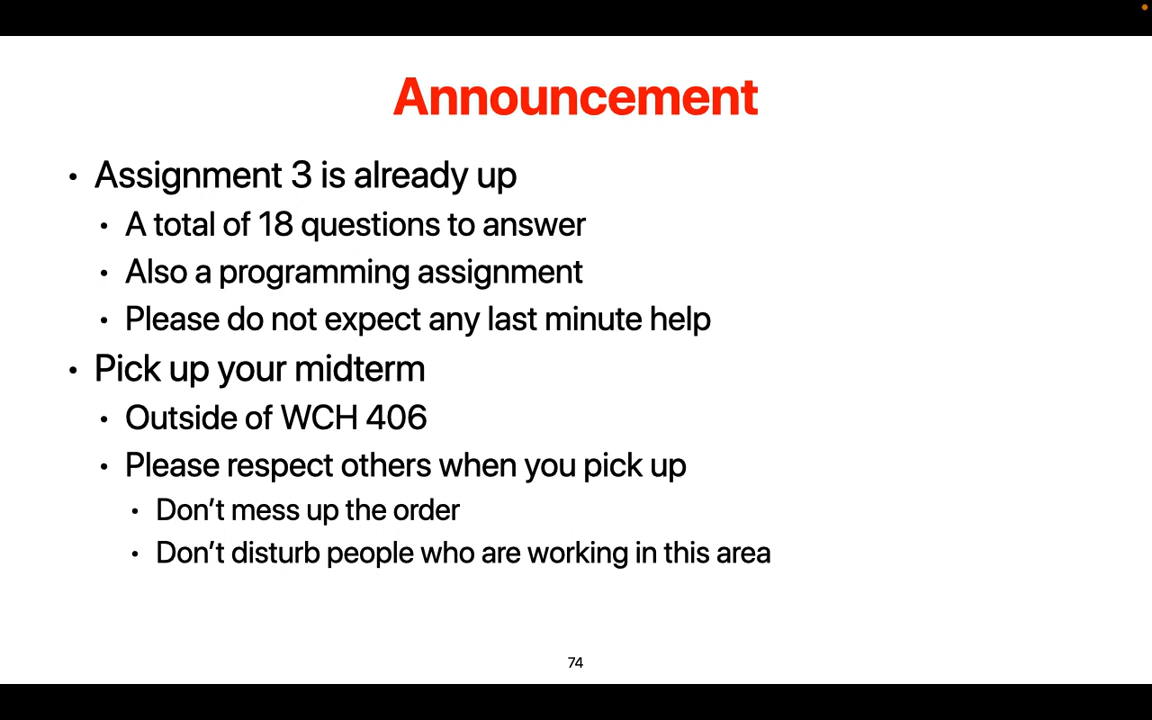 Announcement
• Assignment 3 is already up
• A total of 18 questions to answer
• Also a programming assignment
• Please do not expect any last minute help
• Pick up your midterm
• Outside of WCH 406
• Please respect others when you pick up
• Don’t mess up the order
• Don’t disturb people who are working in this area
74